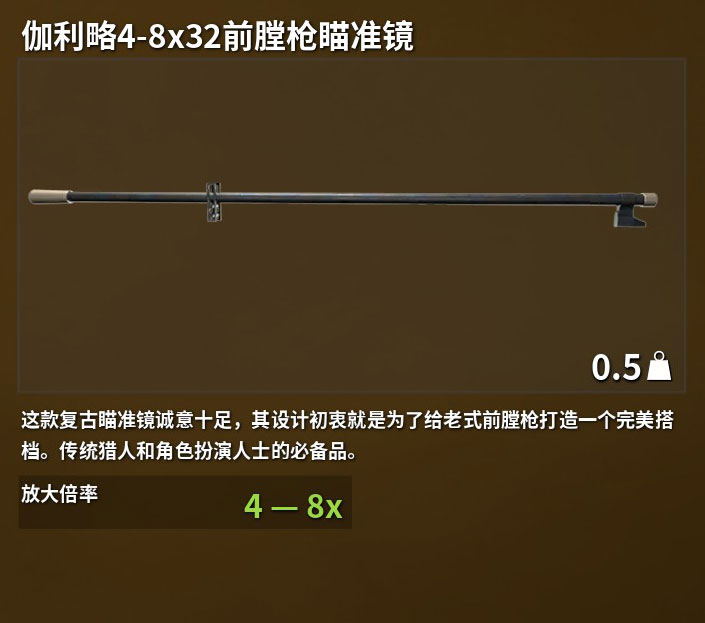 伽利略4-8x32前膛枪瞄准镜
0.5
这款复古瞄准镜诚意十足，其设计初衷就是为了给老式前膛枪打造一个完美搭
档。传统猎人和角色扮演人士的必备品。
放大倍率
4 — 8x